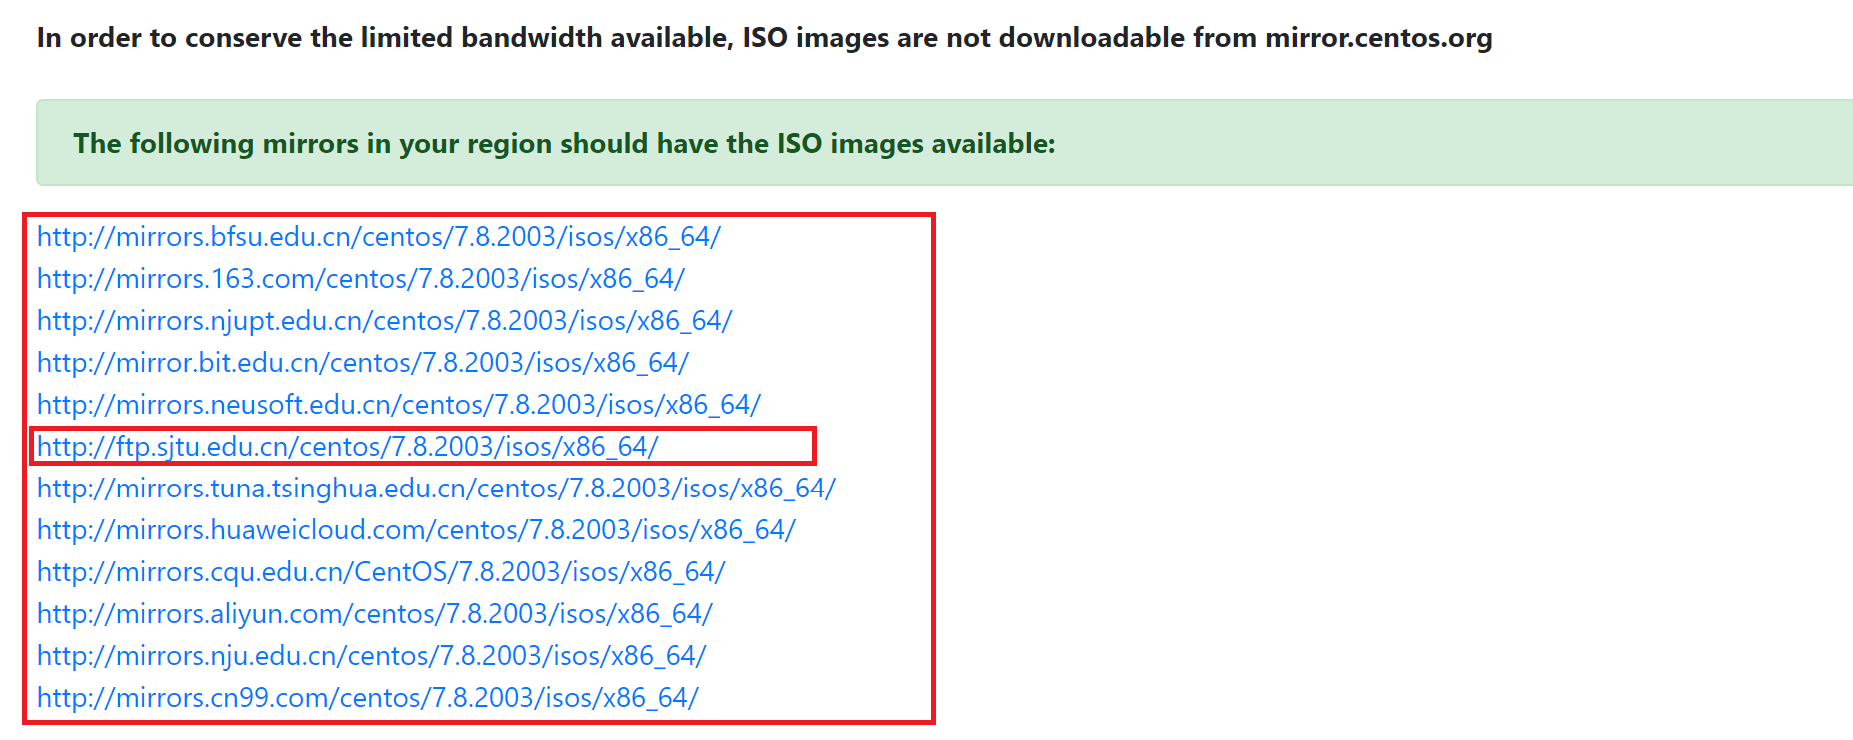 In order to conserve the limited bandwidth available, ISO images are not downloadable from mirror.centos.org
The following mirrors in your region should have the ISO images available:
http://mirrors.bfsu.edu.cn/centos/7.8.2003/isos/x86_64/
http://mirrors.163.com/centos/7.8.2003/isos/x86_64/
http://mirrors.njupt.edu.cn/centos/7.8.2003/isos/x86_64/
http://mirror.bit.edu.cn/centos/7.8.2003/isos/x86_64/
http://mirrors.neusoft.edu.cn/centos/7.8.2003/isos/x86_64/
http://ftp.sjtu.edu.cn/centos/7.8.2003/isos/x86_64/
http://mirrors.tuna.tsinghua.edu.cn/centos/7.8.2003/isos/x86_64/
http://mirrors.huaweicloud.com/centos/7.8.2003/isos/x86_64/
http://mirrors.cqu.edu.cn/CentOS/7.8.2003/isos/x86_64/
http://mirrors.aliyun.com/centos/7.8.2003/isos/x86_64/
http://mirrors.nju.edu.cn/centos/7.8.2003/isos/x86_64/
http://mirrors.cn99.com/centos/7.8.2003/isos/x86_64/